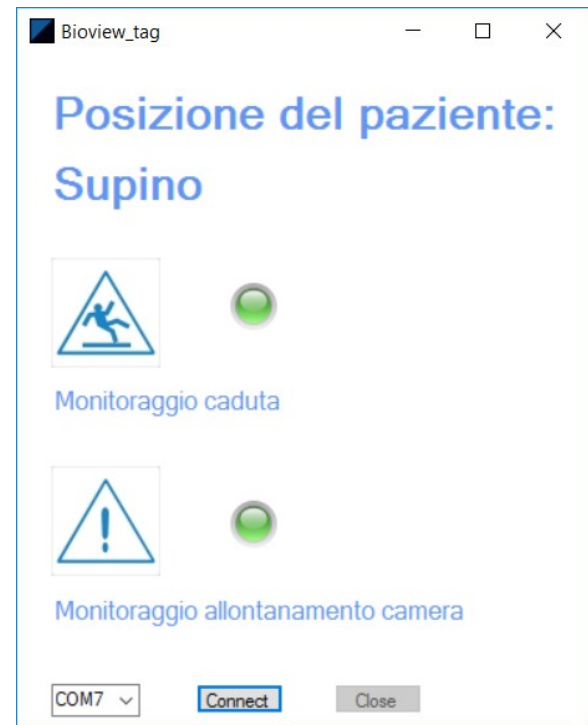 Bioview_tag
Posizione del paziente:
Supino
Monitoraggio caduta
Monitoraggio allontanamento camera
COM7 Connect Close